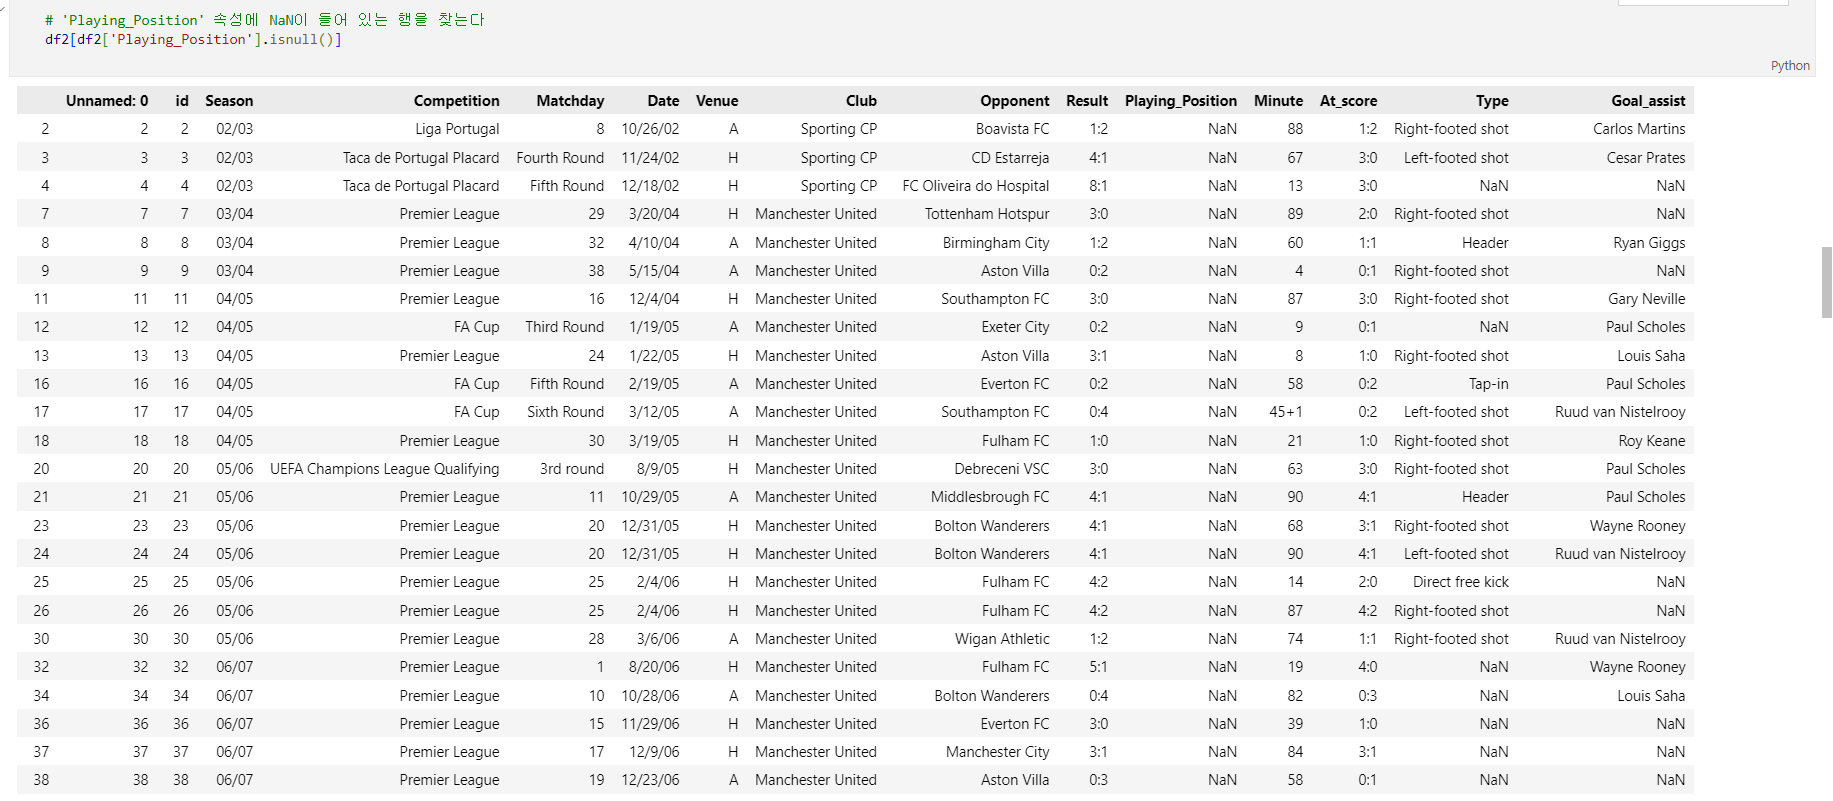 # 'Playing_Position' 속성에 NaN이 들어 있는 행을 찾는다
df2[df2['Playing_Position'].isnull()]
Python
Unnamed: 0 id Season Competition Matchday Date Venue Club Opponent Result Playing_Position Minute At_score Type Goal_assist
2 2 2 02/03 Liga Portugal 8 10/26/02 A Sporting CP Boavista FC 1:2 NaN 88 1:2 Right-footed shot Carlos Martins
3 3 3 02/03 Taca de Portugal Placard Fourth Round 11/24/02 H Sporting CP CD Estarreja 4:1 NaN 67 3:0 Left-footed shot Cesar Prates
4 4 4 02/03 Taca de Portugal Placard Fifth Round 12/18/02 H Sporting CP FC Oliveira do Hospital 8:1 NaN 13 3:0 NaN NaN
7 7 7 03/04 Premier League 29 3/20/04 H Manchester United Tottenham Hotspur 3:0 NaN 89 2:0 Right-footed shot NaN
8 8 8 03/04 Premier League 32 4/10/04 A Manchester United Birmingham City 1:2 NaN 60 1:1 Header Ryan Giggs
9 9 9 03/04 Premier League 38 5/15/04 A Manchester United Aston Villa 0:2 NaN 4 0:1 Right-footed shot NaN
11 11 11 04/05 Premier League 16 12/4/04 H Manchester United Southampton FC 3:0 NaN 87 3:0 Right-footed shot Gary Neville
12 12 12 04/05 FA Cup Third Round 1/19/05 A Manchester United Exeter City 0:2 NaN 9 0:1 NaN Paul Scholes
13 13 13 04/05 Premier League 24 1/22/05 H Manchester United Aston Villa 3:1 NaN 8 1:0 Right-footed shot Louis Saha
16 16 16 04/05 FA Cup Fifth Round 2/19/05 A Manchester United Everton FC 0:2 NaN 58 0:2 Tap-in Paul Scholes
17 17 17 04/05 FA Cup Sixth Round 3/12/05 A Manchester United Southampton FC 0:4 NaN 45+1 0:2 Left-footed shot Ruud van Nistelrooy
18 18 18 04/05 Premier League 30 3/19/05 H Manchester United Fulham FC 1:0 NaN 21 1:0 Right-footed shot Roy Keane
20 20 20 05/06 UEFA Champions League Qualifying 3rd round 8/9/05 H Manchester United Debreceni VSC 3:0 NaN 63 3:0 Right-footed shot Paul Scholes
21 21 21 05/06 Premier League 11 10/29/05 A Manchester United Middlesbrough FC 4:1 NaN 90 4:1 Header Paul Scholes
23 23 23 05/06 Premier League 20 12/31/05 H Manchester United Bolton Wanderers 4:1 NaN 68 3:1 Right-footed shot Wayne Rooney
24 24 24 05/06 Premier League 20 12/31/05 H Manchester United Bolton Wanderers 4:1 NaN 90 4:1 Left-footed shot Ruud van Nistelrooy
25 25 25 05/06 Premier League 25 2/4/06 H Manchester United Fulham FC 4:2 NaN 14 2:0 Direct free kick NaN
26 26 26 05/06 Premier League 25 2/4/06 H Manchester United Fulham FC 4:2 NaN 87 4:2 Right-footed shot NaN
30 30 30 05/06 Premier League 28 3/6/06 A Manchester United Wigan Athletic 1:2 NaN 74 1:1 Right-footed shot Ruud van Nistelrooy
32 32 32 06/07 Premier League 1 8/20/06 H Manchester United Fulham FC 5:1 NaN 19 4:0 NaN Wayne Rooney
34 34 34 06/07 Premier League 10 10/28/06 A Manchester United Bolton Wanderers 0:4 NaN 82 0:3 NaN Louis Saha
36 36 36 06/07 Premier League 15 11/29/06 H Manchester United Everton FC 3:0 NaN 39 1:0 NaN NaN
37 37 37 06/07 Premier League 17 12/9/06 H Manchester United Manchester City 3:1 NaN 84 3:1 NaN NaN
38 38 38 06/07 Premier League 19 12/23/06 A Manchester United Aston Villa 0:3 NaN 58 0:1 NaN NaN